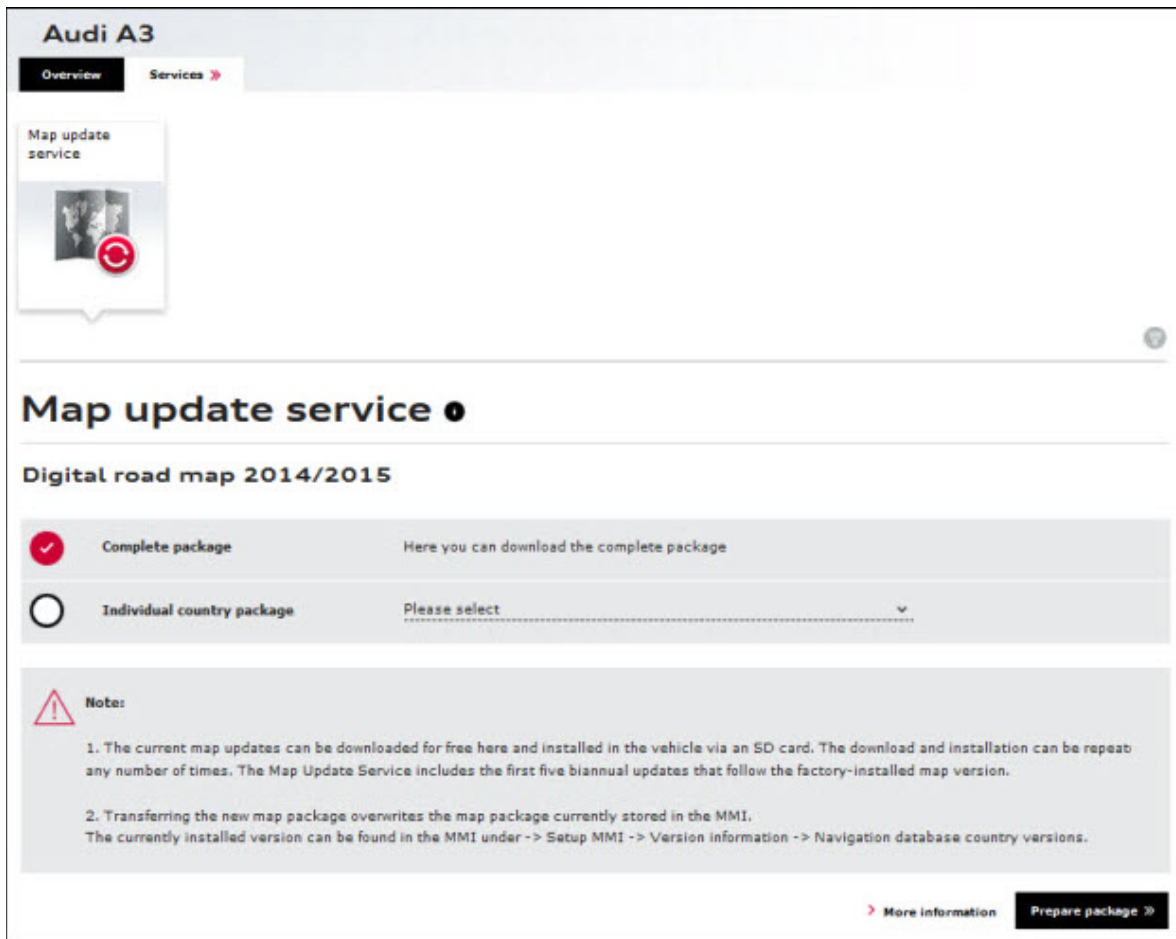 Audi A3
Overview
Services »
Map update
service
Map update service
Digital road map 2014/2015
Complete package
Here you can download the complete package
Individual country package
Please select
Note:
1. The current map updates can be downloaded for free here and installed in the vehicle via an SD card. The download and installation can be repeat
any number of times. The Map Update Service includes the first five biannual updates that follow the factory-installed map version.
2. Transferring the new map package overwrites the map package currently stored in the MMI.
The currently installed version can be found in the MMI under -> Setup MMI -> Version information -> Navigation database country versions.
> More information
Prepare package »